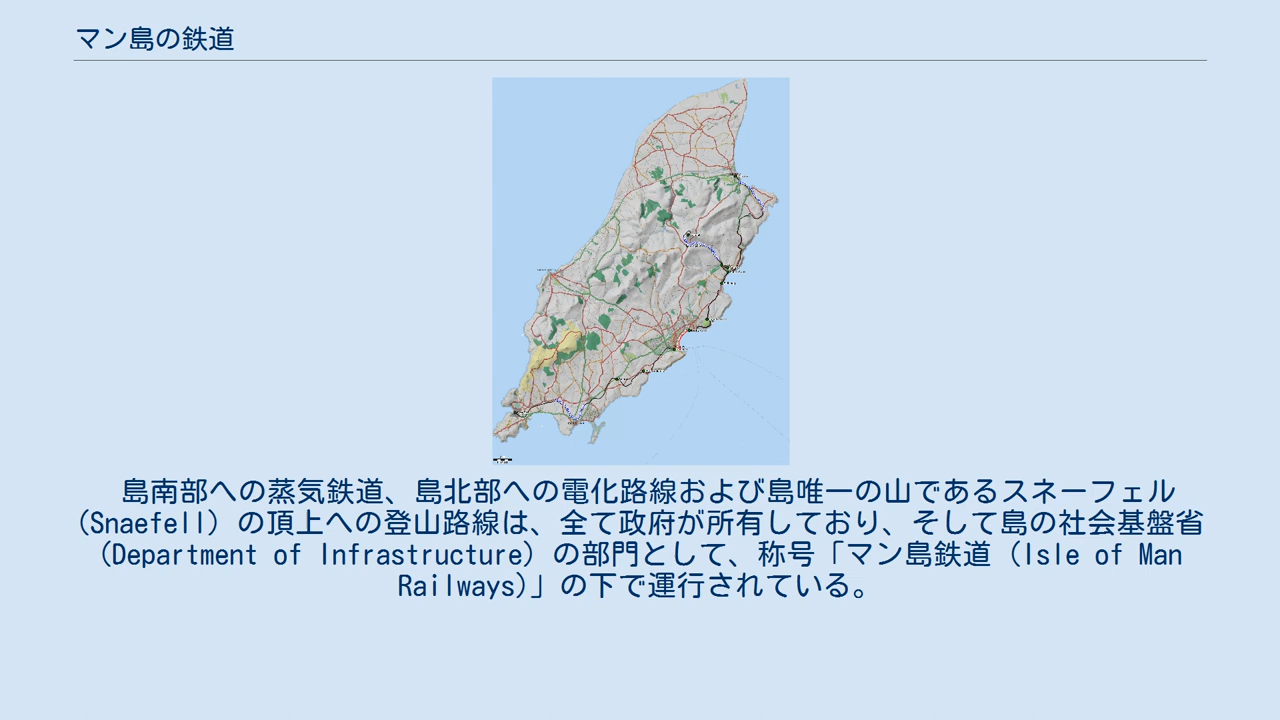 マン島の鉄道
島南部への蒸気鉄道、島北部への電化路線および島唯一の山であるスネーフェル
（Snaefell）の頂上への登山路線は、全て政府が所有しており、そして島の社会基盤省
（Department of Infrastructure）の部門として、称号「マン島鉄道（Isle of Man
Railways)」の下で運行されている。